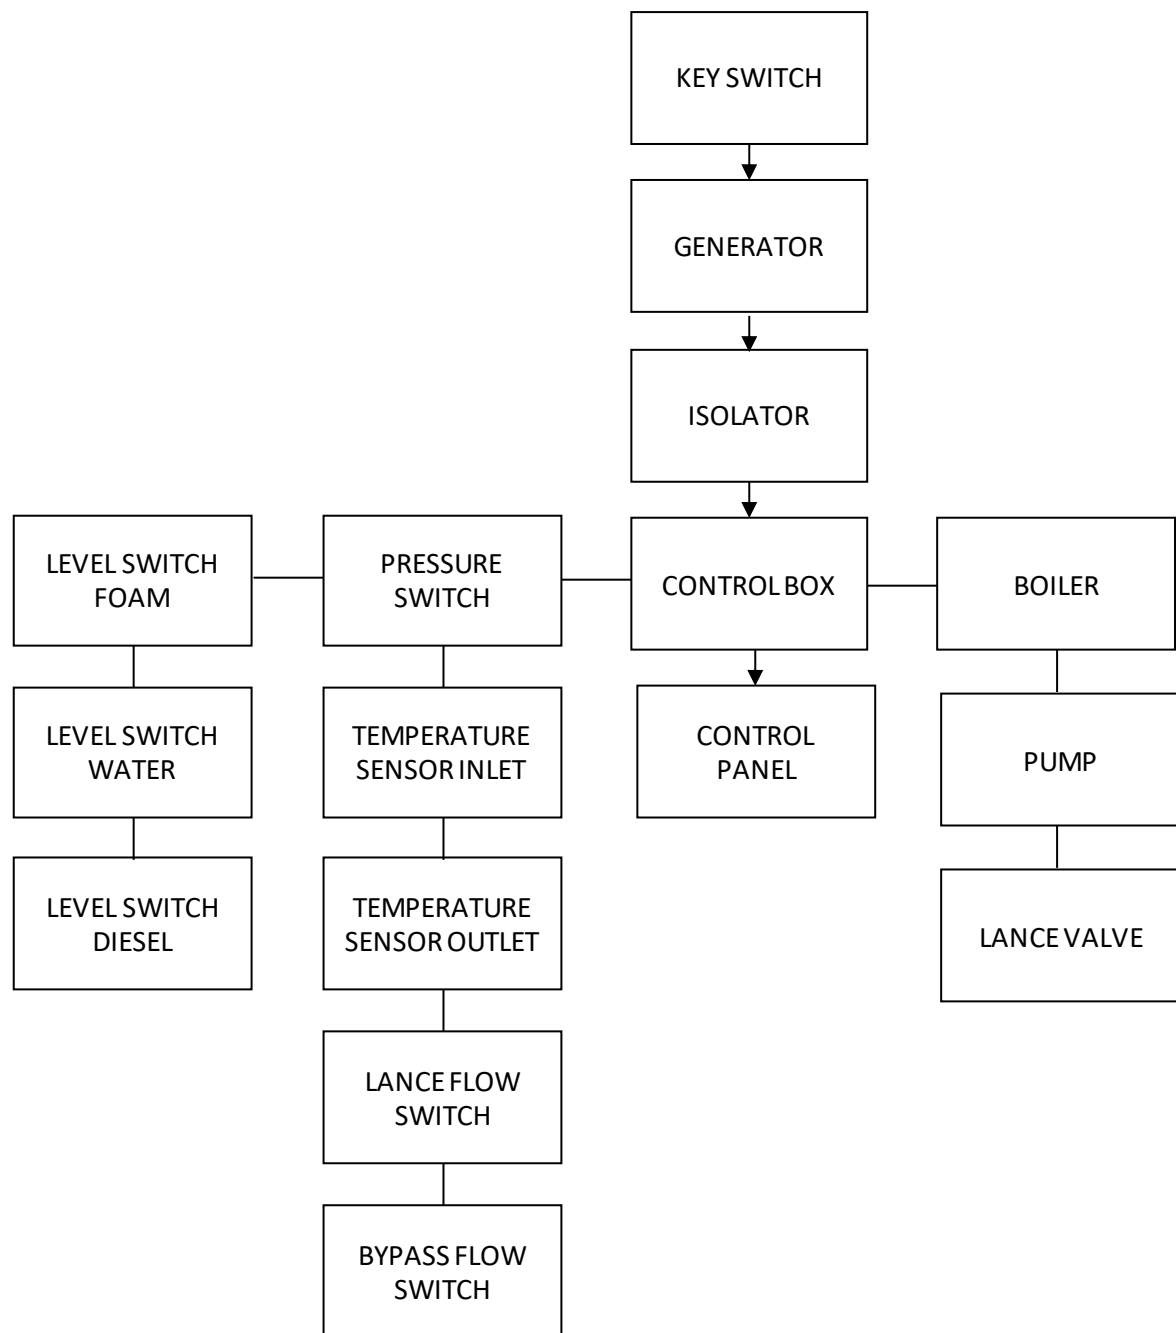 KEY SWITCH
GENERATOR
ISOLATOR
LEVEL SWITCH
FOAM
PRESSURE
SWITCH
CONTROL BOX
BOILER
LEVEL SWITCH
WATER
TEMPERATURE
SENSOR INLET
CONTROL
PANEL
PUMP
LEVEL SWITCH
DIESEL
TEMPERATURE
SENSOR OUTLET
LANCE VALVE
LANCE FLOW
SWITCH
BYPASS FLOW
SWITCH